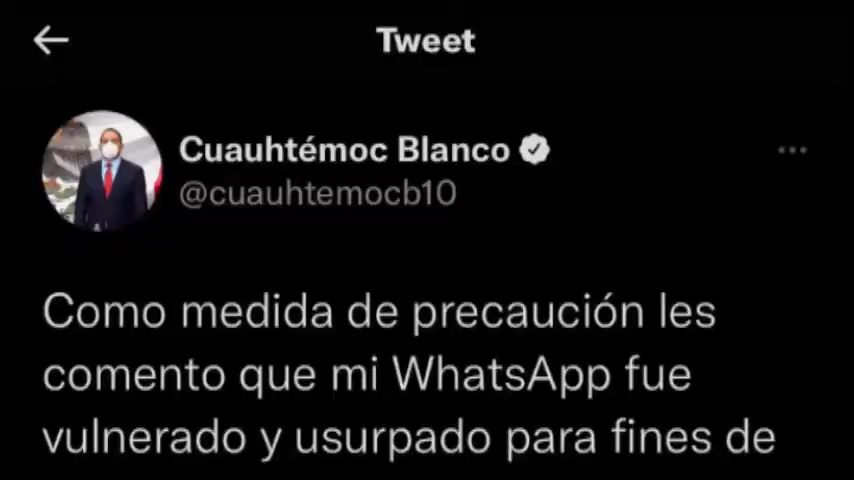 Tweet
Cuauhtémoc Blanco
@cuauhtemocb10
Como medida de precaución les
comento que mi WhatsApp fue
vulnerado y usurpado para fines de